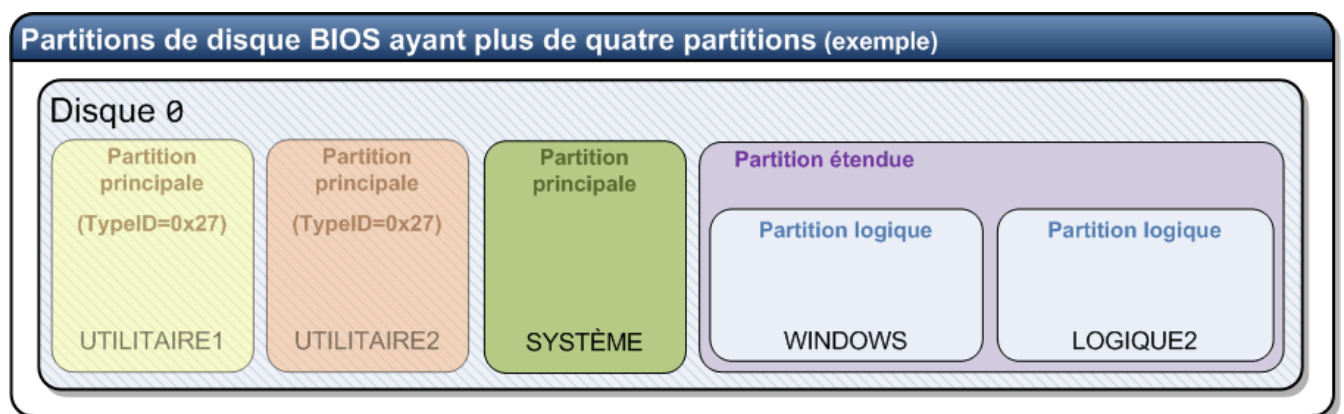 Partitions de disque BIOS ayant plus de quatre partitions (exemple)
Disque 0
Partition
principale
(TypeID=0x27)
UTILITAIRE1
Partition
principale
(TypeID=0x27)
UTILITAIRE2
Partition
principale
SYSTÈME
Partition étendue
Partition logique
WINDOWS
Partition logique
LOGIQUE2